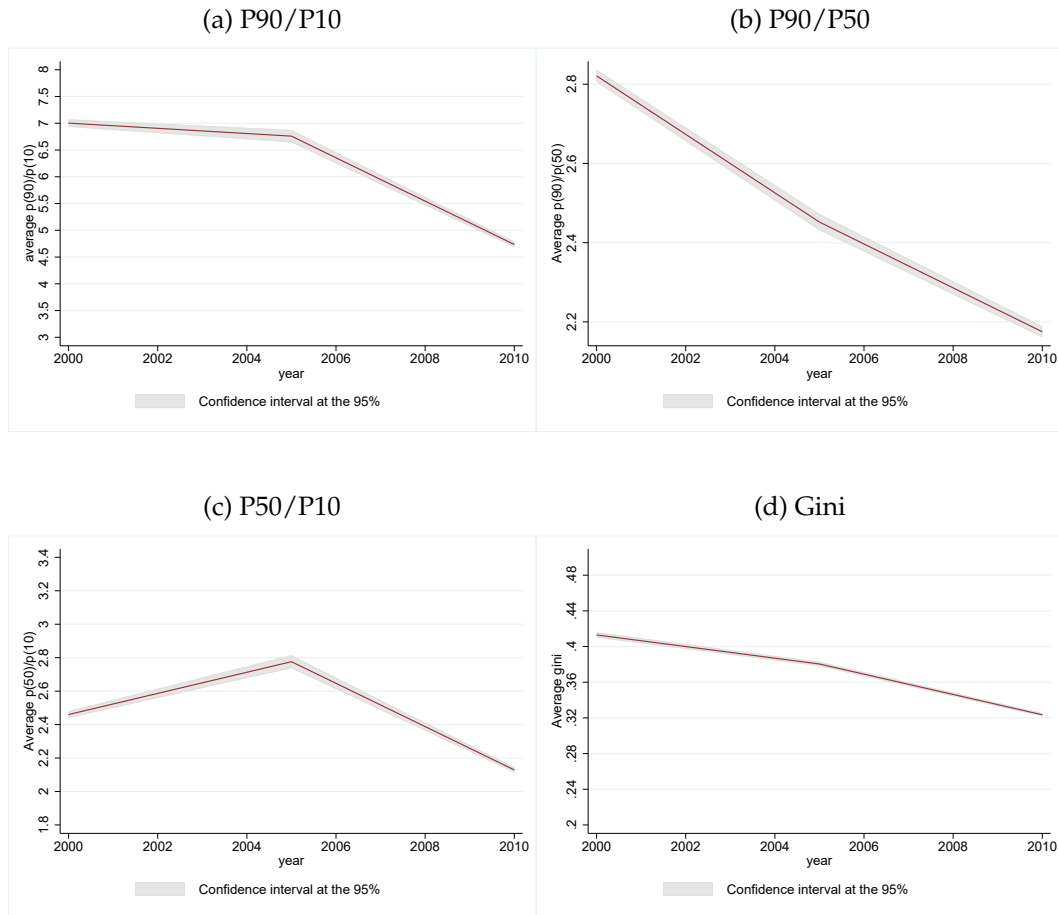 (a) P90/P10
average p(90)/p(10)
8
7.5
7
6.5
6
5.5
5
4.5
4
3.5
3
2000 2002 2004 2006 2008 2010
year
Confidence interval at the 95%
(b) P90/P50
Average p(90)/p(50)
2.8
2.6
2.4
2.2
2000 2002 2004 2006 2008 2010
year
Confidence interval at the 95%
(c) P50/P10
Average p(50)/p(10)
3.4
3.2
3
2.8
2.6
2.4
2.2
2
1.8
2000 2002 2004 2006 2008 2010
year
Confidence interval at the 95%
(d) Gini
Average gini
.48
.44
.4
.36
.32
.28
.24
.2
2000 2002 2004 2006 2008 2010
year
Confidence interval at the 95%